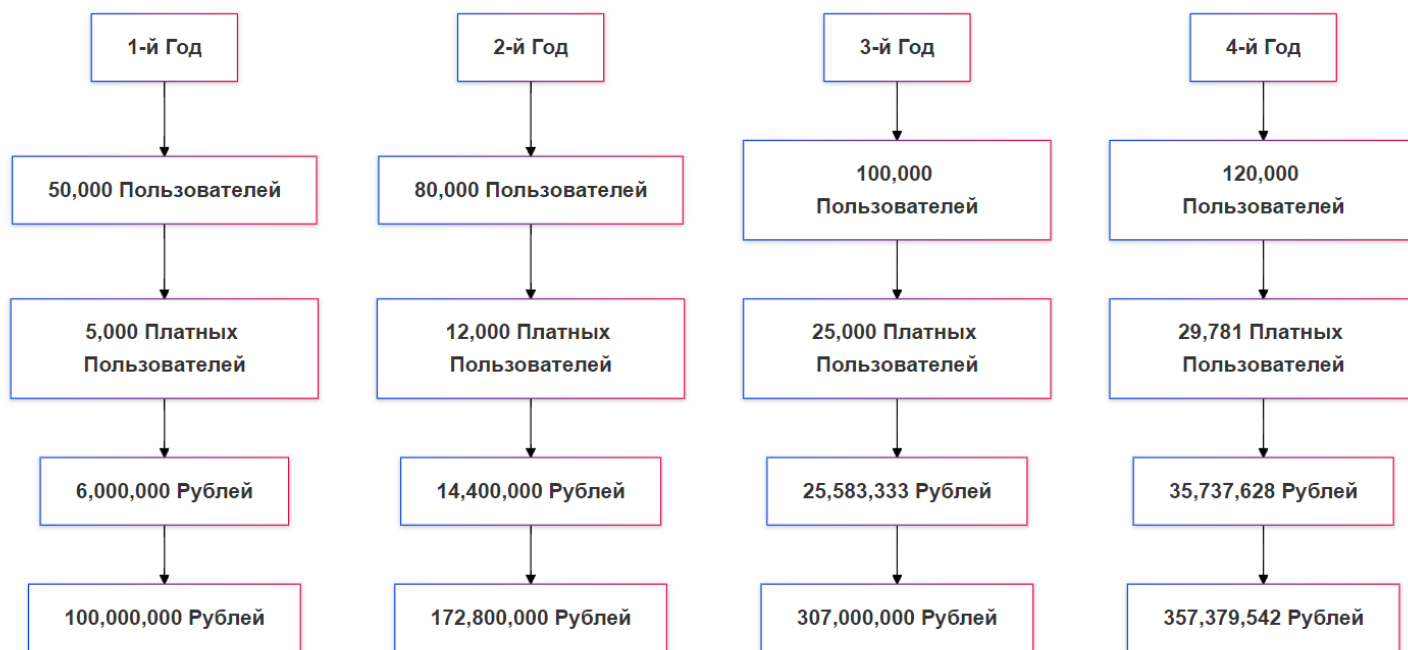 1-й Год
50,000 Пользователей
5,000 Платных
Пользователей
6,000,000 Рублей
100,000,000 Рублей
2-й Год
80,000 Пользователей
12,000 Платных
Пользователей
14,400,000 Рублей
172,800,000 Рублей
3-й Год
100,000
Пользователей
25,000 Платных
Пользователей
25,583,333 Рублей
307,000,000 Рублей
4-й Год
120,000
Пользователей
29,781 Платных
Пользователей
35,737,628 Рублей
357,379,542 Рублей